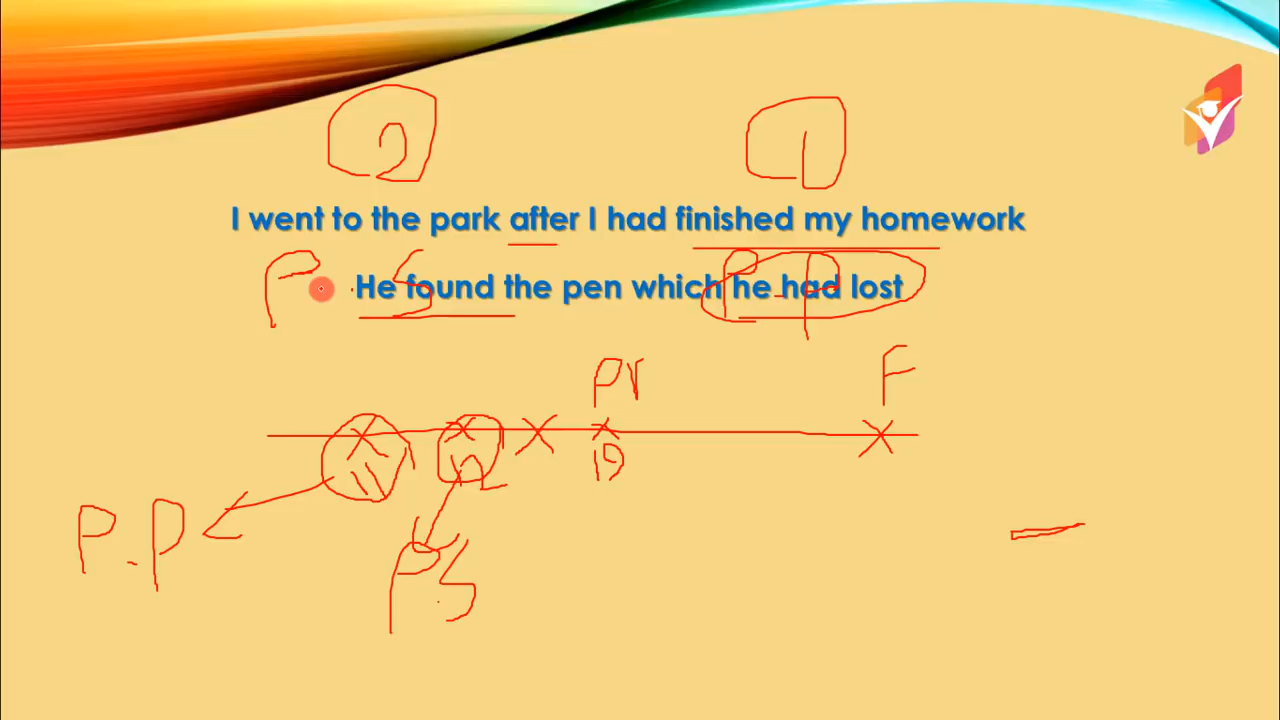 2 1
I went to the park after I had finished my homework
P. S P.P
He found the pen which he had lost
Pr F
P.P
PS